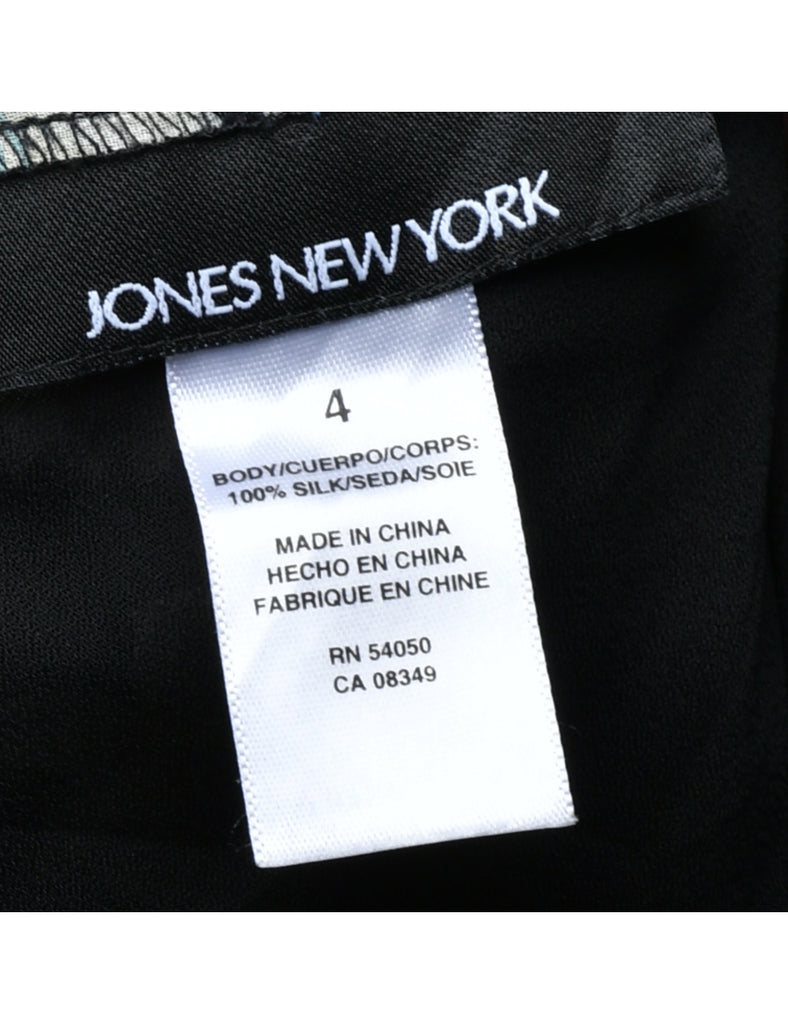 JONES NEW YORK
4
BODY/CUERPO/CORPS:
100% SILK/SEDA/SOIE
MADE IN CHINA
HECHO EN CHINA
FABRIQUE EN CHINE
RN 54050
CA 08349